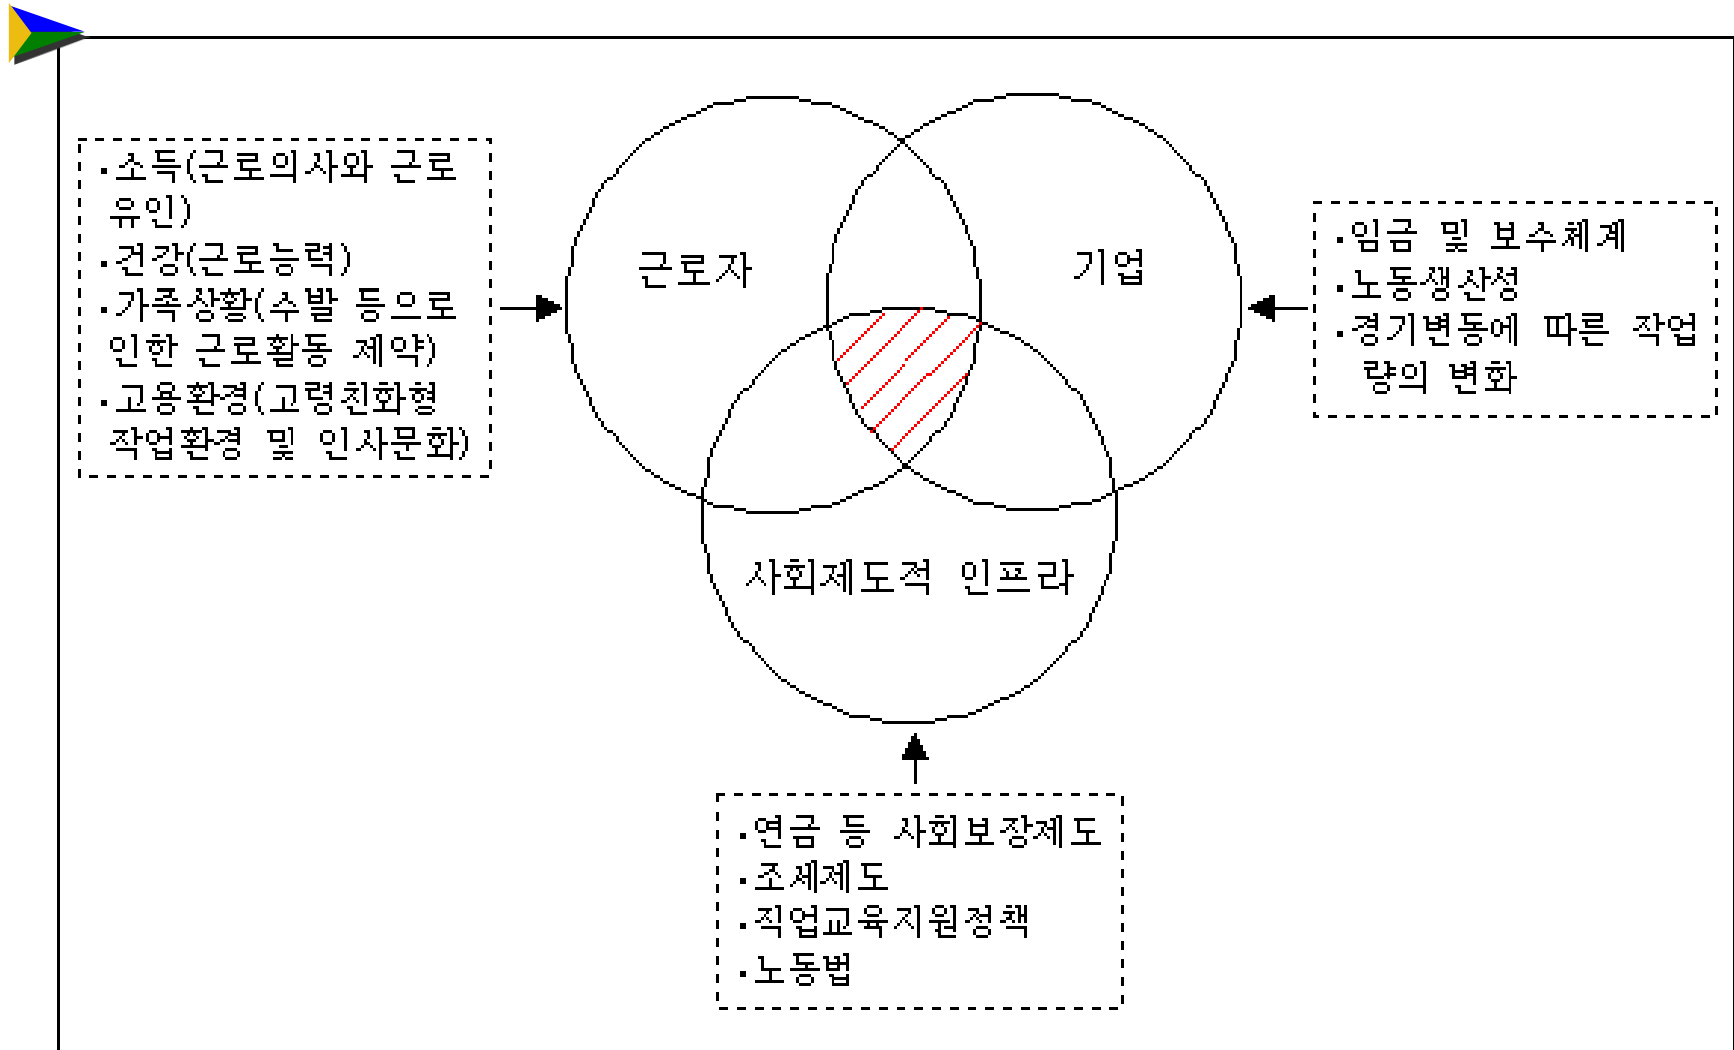 ·소득(근로의사와 근로
유인)
·건강(근로능력)
·가족상황(수발 등으로
인한 근로활동 제약)
·고용환경(고령친화형
작업환경 및 인사문화)
근로자
기업
·임금 및 보수체계
·노동생산성
·경기변동에 따른 작업
량의 변화
사회제도적 인프라
·연금 등 사회보장제도
·조세제도
·직업교육지원정책
·노동법